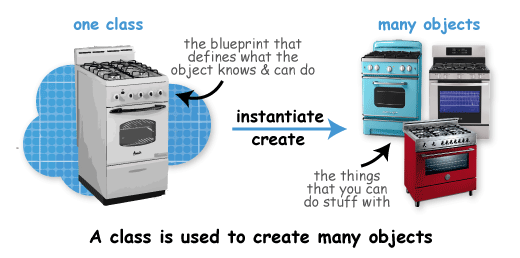 one class
many objects
the blueprint that
defines what the
object knows & can do
instantiate
create
the things
that you can
do stuff with
A class is used to create many objects